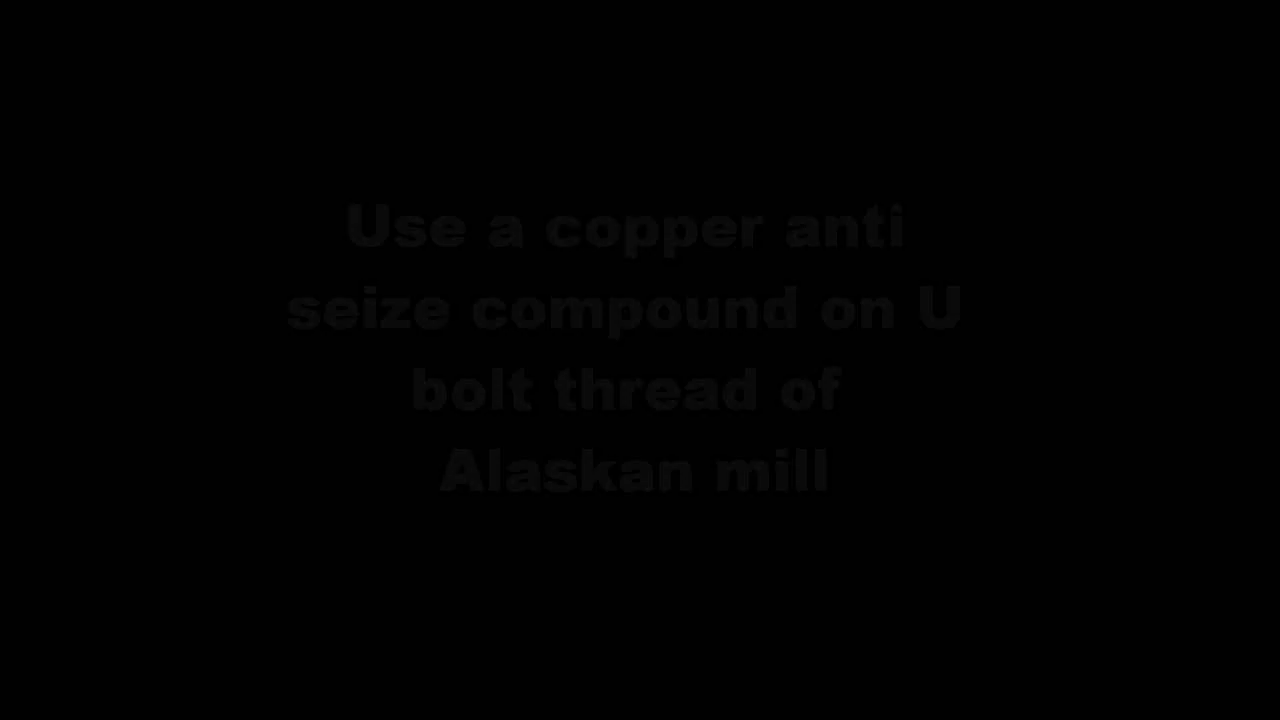 Use a copper anti
seize compound on U
bolt thread of
Alaskan mill